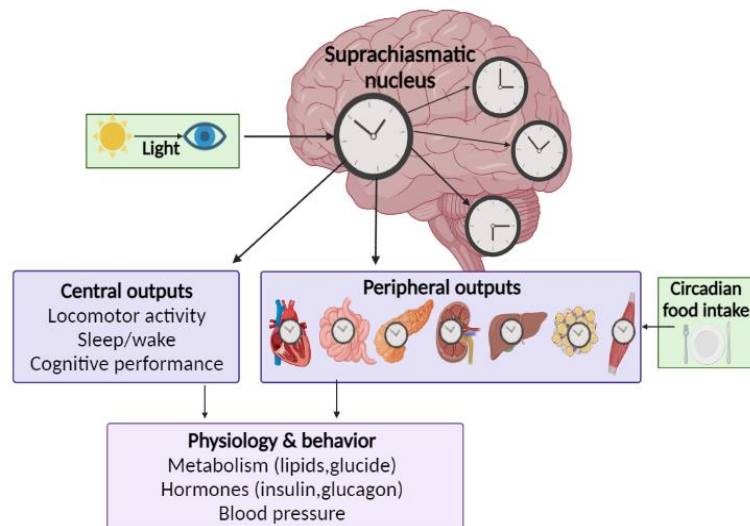 Suprachiasmatic
nucleus
Light
Central outputs
Locomotor activity
Sleep/wake
Cognitive performance
Peripheral outputs
Circadian
food intake
Physiology & behavior
Metabolism (lipids,glucide)
Hormones (insulin,glucagon)
Blood pressure